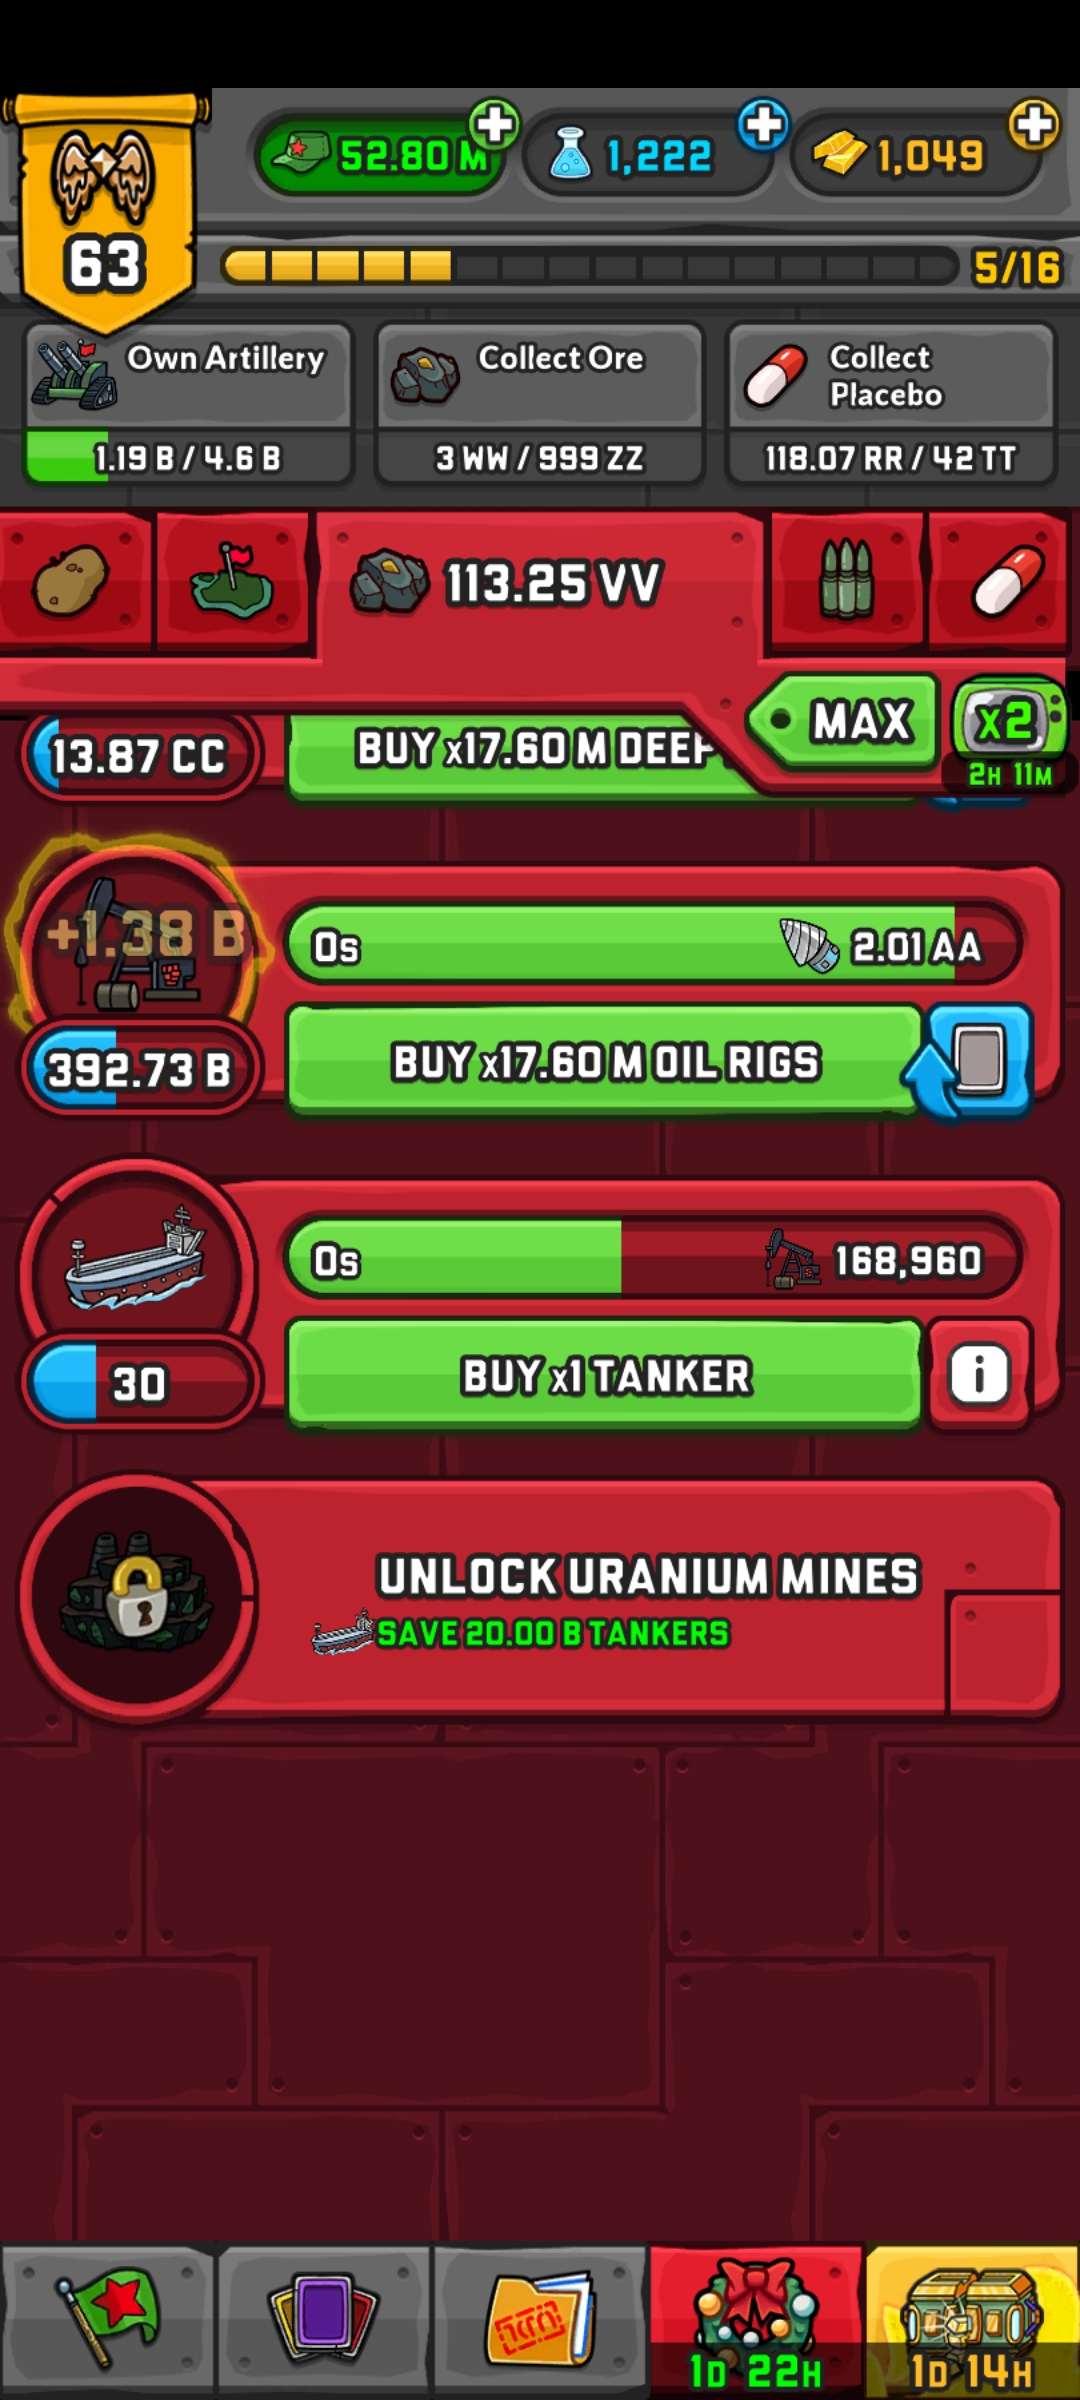 52.80 M
1,222
1,049
63
5/16
Own Artillery
Collect Ore
Collect
Placebo
1.19 B / 4.6 B
3 WW / 999 ZZ
118.07 RR / 42 TT
113.25 VV
MAX
x2
2H 11M
13.87 CC
BUY x17.60 M DEEP
+1.38 B
0s
2.01 AA
392.73 B
BUY x17.60 M OIL RIGS
0s
168,960
30
BUY x1 TANKER
i
UNLOCK URANIUM MINES
SAVE 20.00 B TANKERS
1D 22H
1D 14H